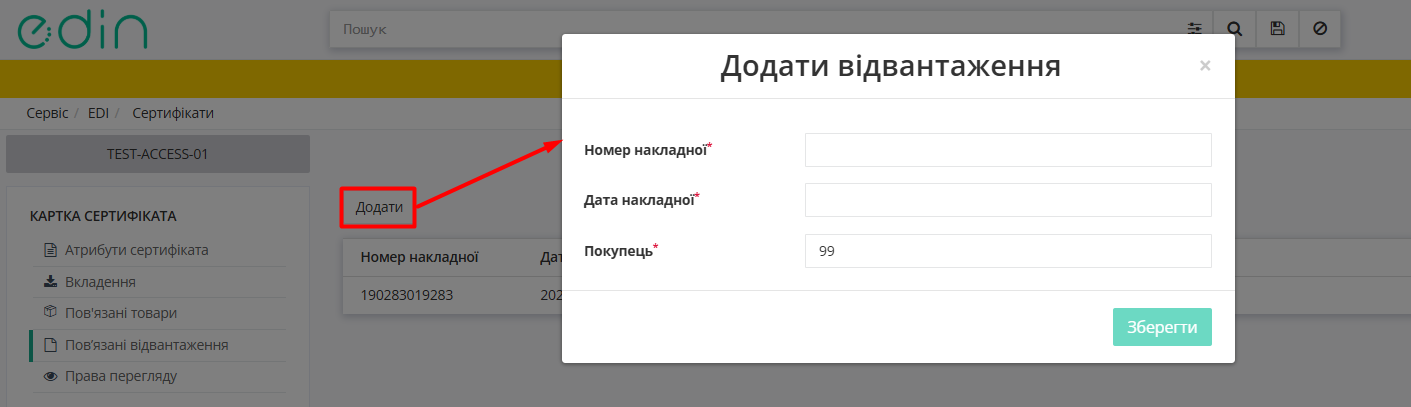 edin
Пошук
Додати відвантаження
×
Сервіс / EDI / Сертифікати
TEST-ACCESS-01
Номер накладної*
Дата накладної*
Покупець*
99
Зберегти
КАРТКА СЕРТИФІКАТА
Атрибути сертифіката
Вкладення
Пов'язані товари
Пов'язані відвантаження
Права перегляду
Додати
Номер накладної
Дат
190283019283
202